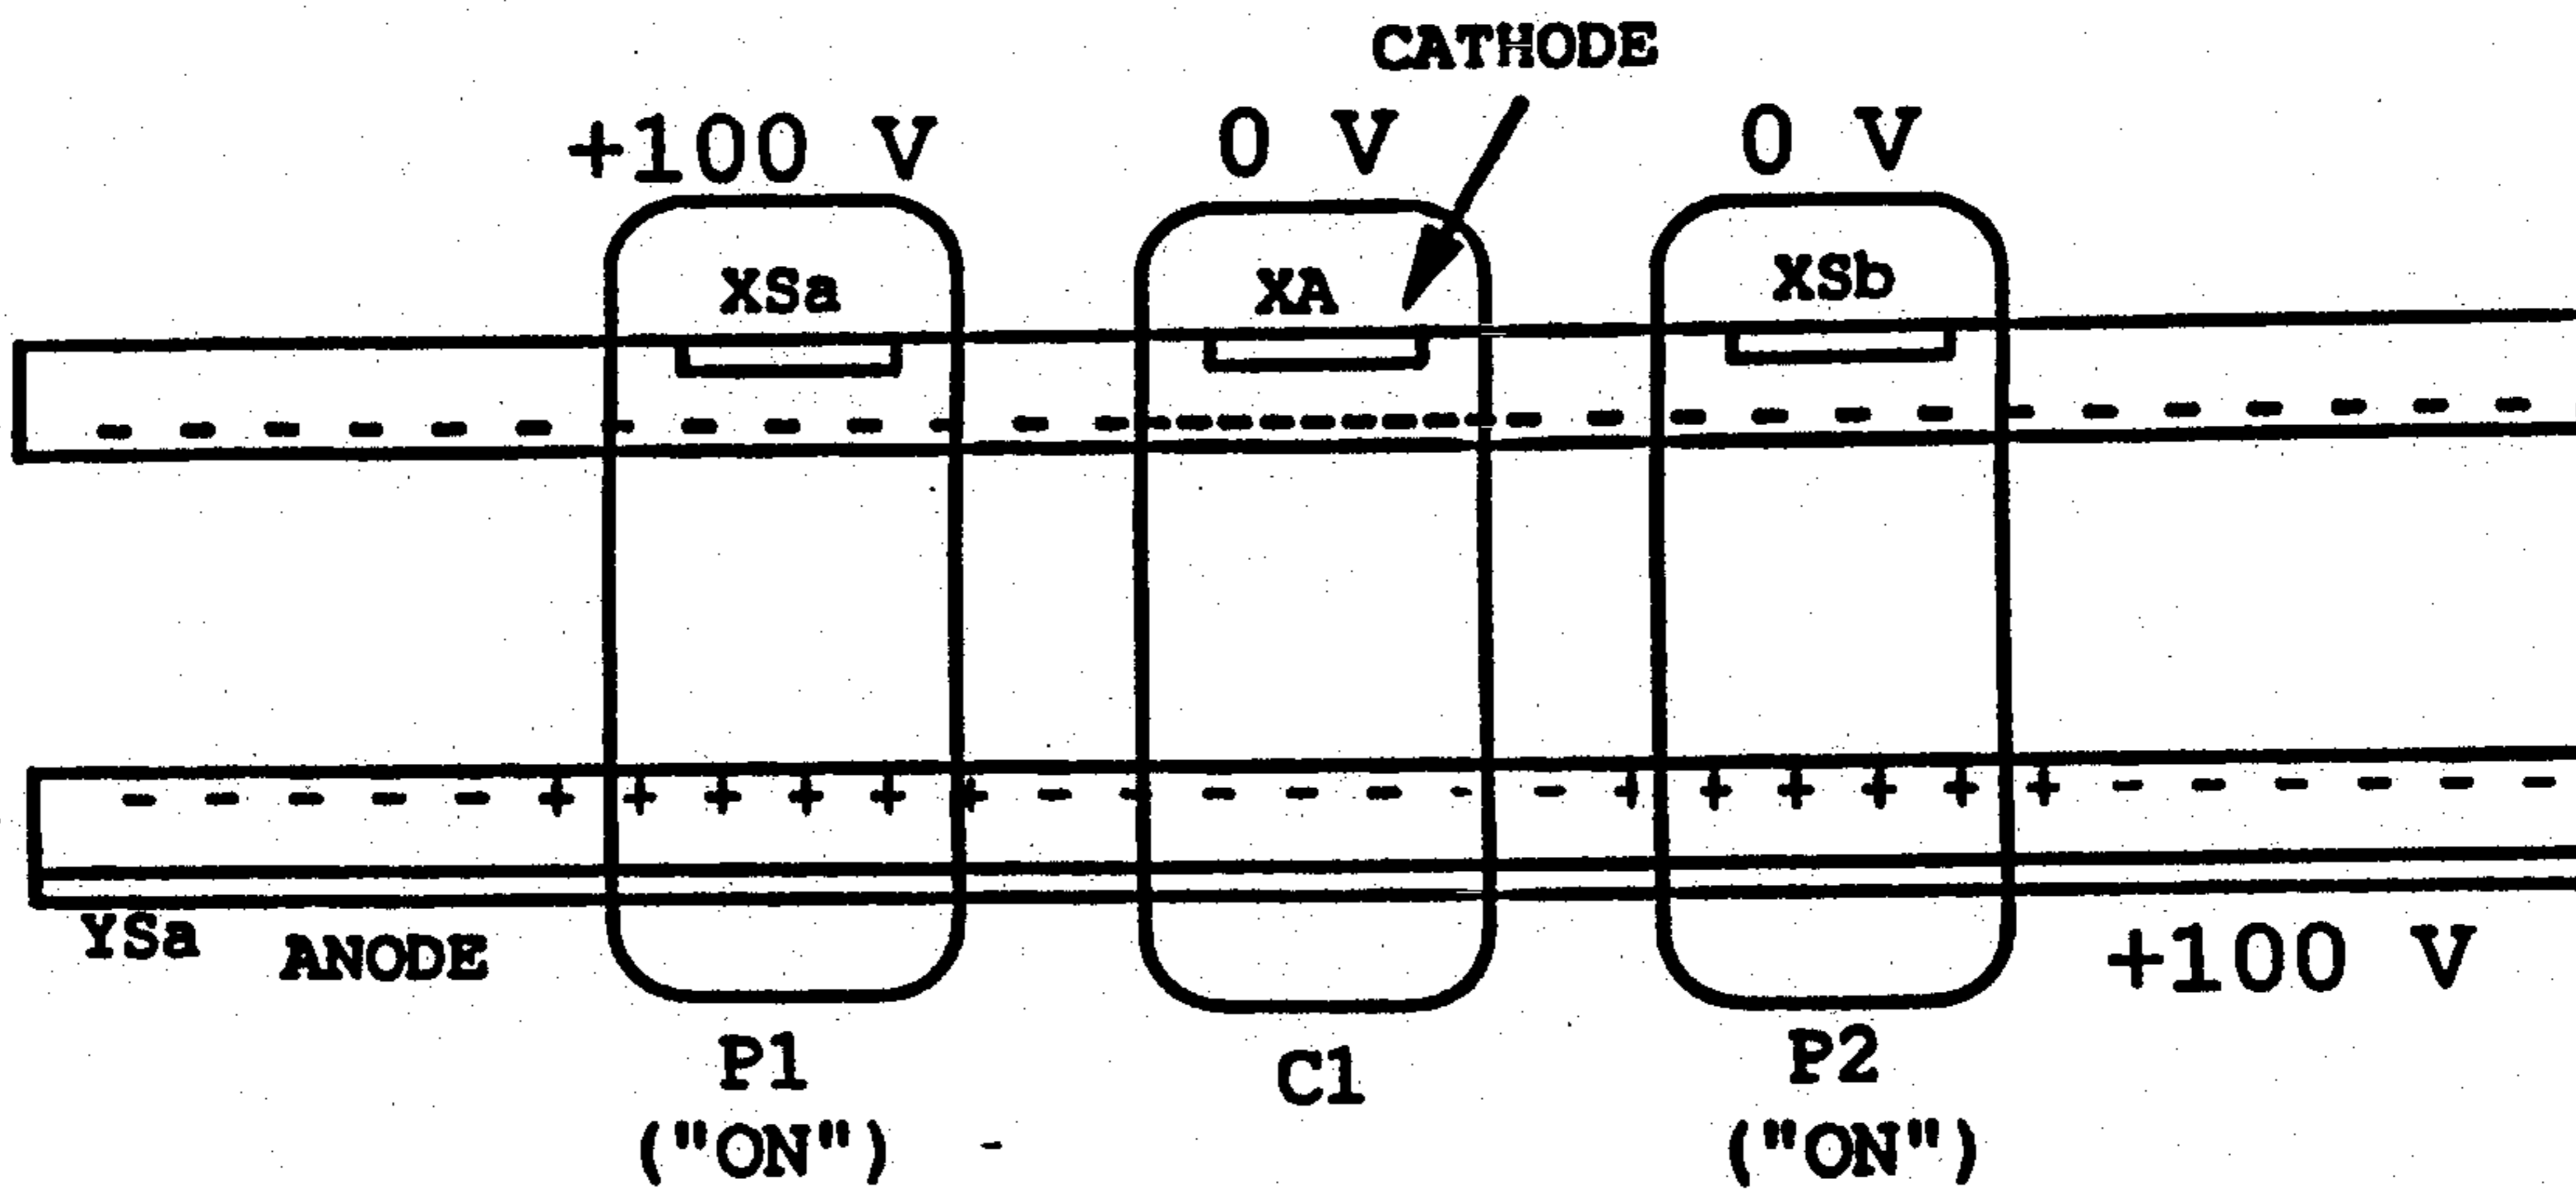 CATHODE
+100 V 0 V 0 V
XSa XA XSb
YSa ANODE +100 V
P1 C1 P2
("ON") ("ON")